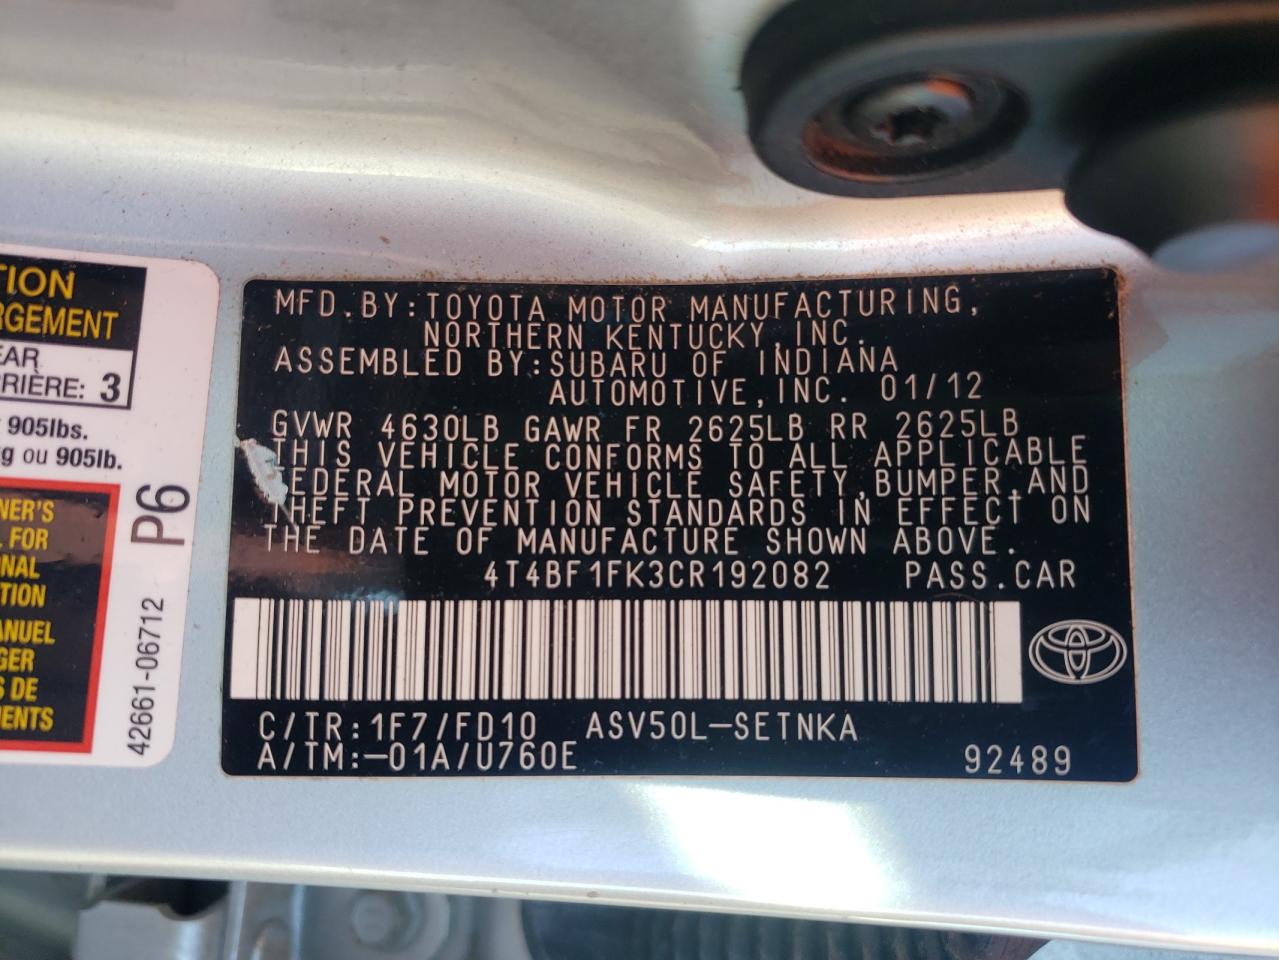 TION
RGEMENT
EAR
RRIÈRE: 3
905lbs.
g ou 905lb.
NER'S
FOR
NAL
TION
ANUEL
GER
S DE
MENTS
P6
42661-06712
MFD.BY:TOYOTA MOTOR MANUFACTURING,
NORTHERN KENTUCKY,INC.
ASSEMBLED BY:SUBARU OF INDIANA
AUTOMOTIVE,INC. 01/12
GVWR 4630LB GAWR FR 2625LB RR 2625LB
THIS VEHICLE CONFORMS TO ALL APPLICABLE
FEDERAL MOTOR VEHICLE SAFETY,BUMPER,AND
THEFT PREVENTION STANDARDS IN EFFECT ON
THE DATE OF MANUFACTURE SHOWN ABOVE.
4T4BF1FK3CR192082 PASS.CAR
C/TR:1F7/FD10 ASV50L-SETNKA
A/TM:-01A/U760E 92489